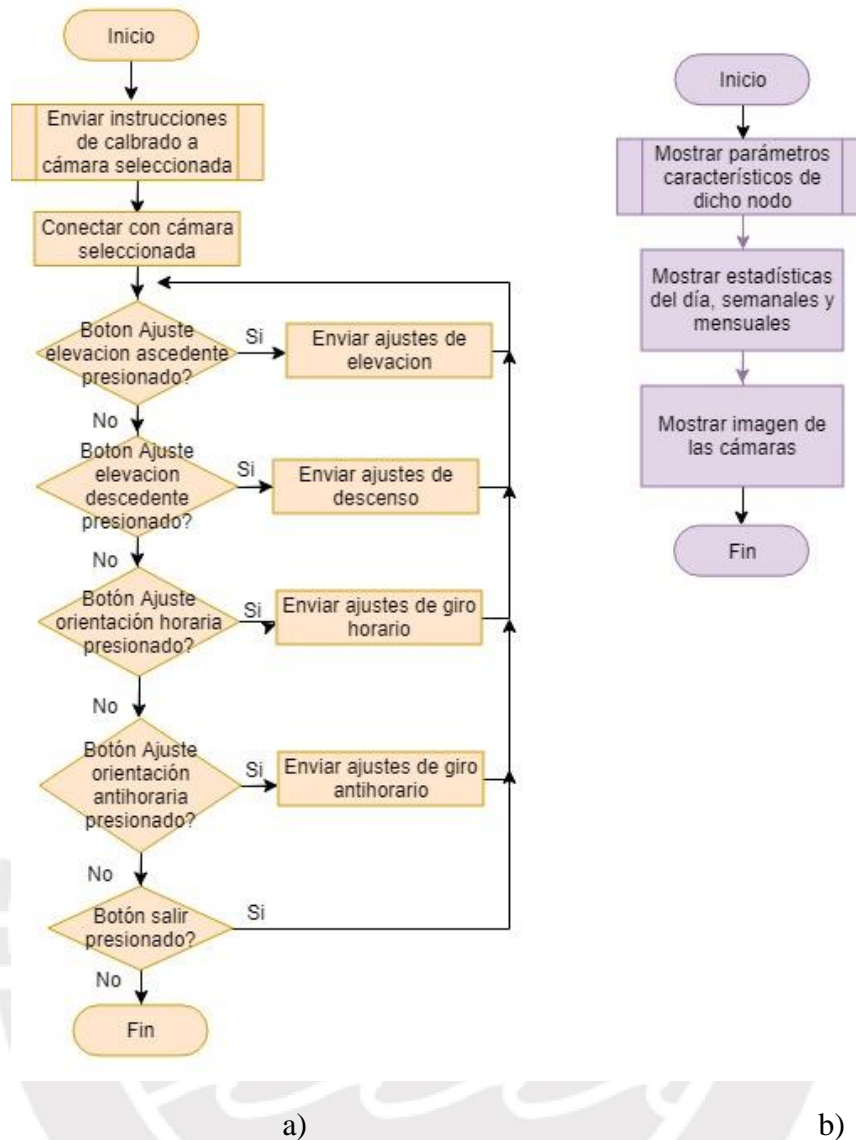 Inicio
Enviar instrucciones
de calbrado a
cámara seleccionada
Conectar con cámara
seleccionada
Boton Ajuste
elevacion ascedente
presionado?
Si
Enviar ajustes de
elevacion
No
Boton Ajuste
elevacion
descedente
presionado?
Si
Enviar ajustes de
descenso
No
Botón Ajuste
orientación horaria
presionado?
Si
Enviar ajustes de giro
horario
No
Botón Ajuste
orientación
antihoraria
presionado?
Si
Enviar ajustes de giro
antihorario
No
Botón salir
presionado?
Si
No
Fin
a)
Inicio
Mostrar parámetros
característicos de
dicho nodo
Mostrar estadísticas
del día, semanales y
mensuales
Mostrar imagen de
las cámaras
Fin
b)